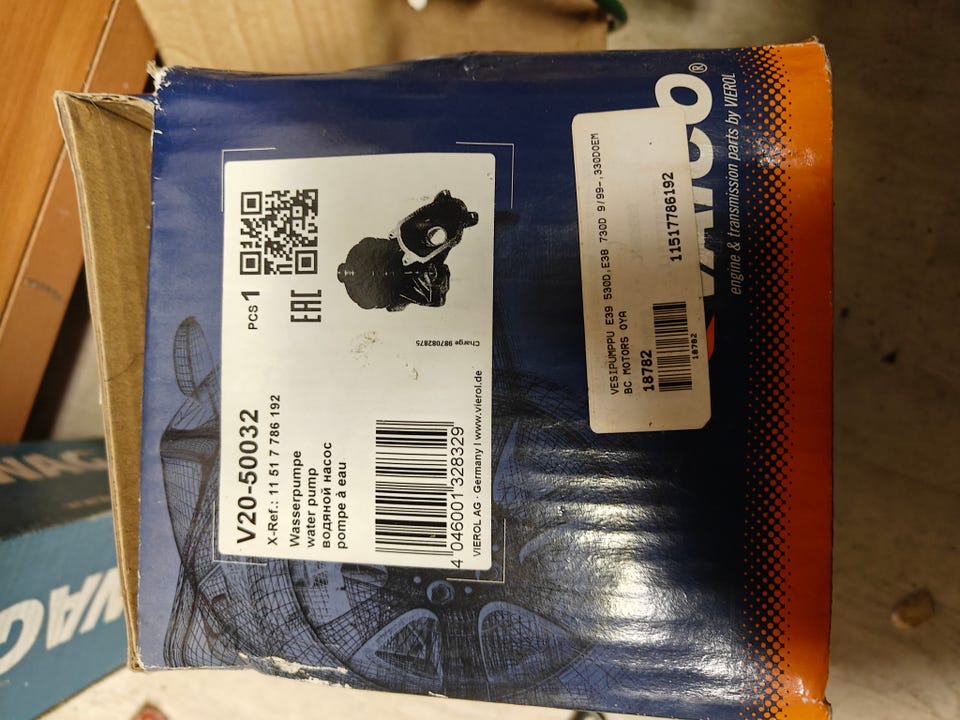 V20-50032
X-Ref.: 11 51 7 786 192
PCS 1
EAC
Wasserpumpe
water pump
водяной насос
pompe à eau
4 046001 328329
Charge 987082875
VIEROL AG · Germany I www.vierol.de
VESIPUMPPU E39 530D,E38 730D 9/99-,330DOEM
BC MOTORS OYA
18782
11517786192
18782
engine & transmission parts by VIEROL